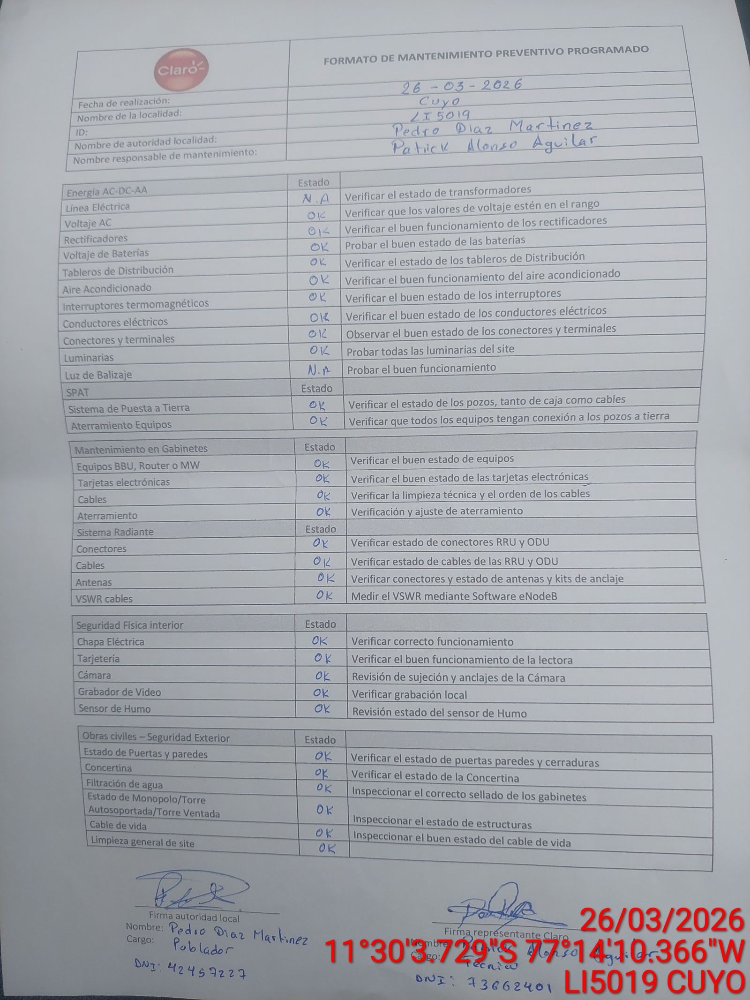 Claro
FORMATO DE MANTENIMIENTO PREVENTIVO PROGRAMADO
Fecha de realización: 26-03-2026
Nombre de la localidad: Cuyo
ID: LI5019
Nombre de autoridad localidad: Pedro Diaz Martinez
Nombre responsable de mantenimiento: Patrick Alonso Aguilar
Energía AC-DC-AA Estado
Línea Eléctrica N.A Verificar el estado de transformadores
Voltaje AC OK Verificar que los valores de voltaje estén en el rango
Rectificadores OK Verificar el buen funcionamiento de los rectificadores
Voltaje de Baterías OK Probar el buen estado de las baterías
Tableros de Distribución OK Verificar el estado de los tableros de Distribución
Aire Acondicionado OK Verificar el buen funcionamiento del aire acondicionado
Interruptores termomagnéticos OK Verificar el buen estado de los interruptores
Conductores eléctricos OK Verificar el buen estado de los conductores eléctricos
Conectores y terminales OK Observar el buen estado de los conectores y terminales
Luminarias OK Probar todas las luminarias del site
Luz de Balizaje N.A Probar el buen funcionamiento
SPAT Estado
Sistema de Puesta a Tierra OK Verificar el estado de los pozos, tanto de caja como cables
Aterramiento Equipos OK Verificar que todos los equipos tengan conexión a los pozos a tierra
Mantenimiento en Gabinetes Estado
Equipos BBU, Router o MW OK Verificar el buen estado de equipos
Tarjetas electrónicas OK Verificar el buen estado de las tarjetas electrónicas
Cables OK Verificar la limpieza técnica y el orden de los cables
Aterramiento OK Verificación y ajuste de aterramiento
Sistema Radiante Estado
Conectores OK Verificar estado de conectores RRU y ODU
Cables OK Verificar estado de cables de las RRU y ODU
Antenas OK Verificar conectores y estado de antenas y kits de anclaje
VSWR cables OK Medir el VSWR mediante Software eNodeB
Seguridad Física interior Estado
Chapa Eléctrica OK Verificar correcto funcionamiento
Tarjetería OK Verificar el buen funcionamiento de la lectora
Cámara OK Revisión de sujeción y anclajes de la Cámara
Grabador de Video OK Verificar grabación local
Sensor de Humo OK Revisión estado del sensor de Humo
Obras civiles – Seguridad Exterior Estado
Estado de Puertas y paredes OK Verificar el estado de puertas paredes y cerraduras
Concertina OK Verificar el estado de la Concertina
Filtración de agua OK Inspeccionar el correcto sellado de los gabinetes
Estado de Monopolo/Torre
Autosoportada/Torre Ventada OK Inspeccionar el estado de estructuras
Cable de vida OK Inspeccionar el buen estado del cable de vida
Limpieza general de site OK
Firma autoridad local
Nombre: Pedro Diaz Martinez
Cargo: Poblador
DNI: 42457227
Firma representante Claro
Nombre: Alonso Aguilar
Cargo: Técnico
DNI: 73662401
26/03/2026
11°30'3.729"S 77°14'10.366"W
LI5019 CUYO